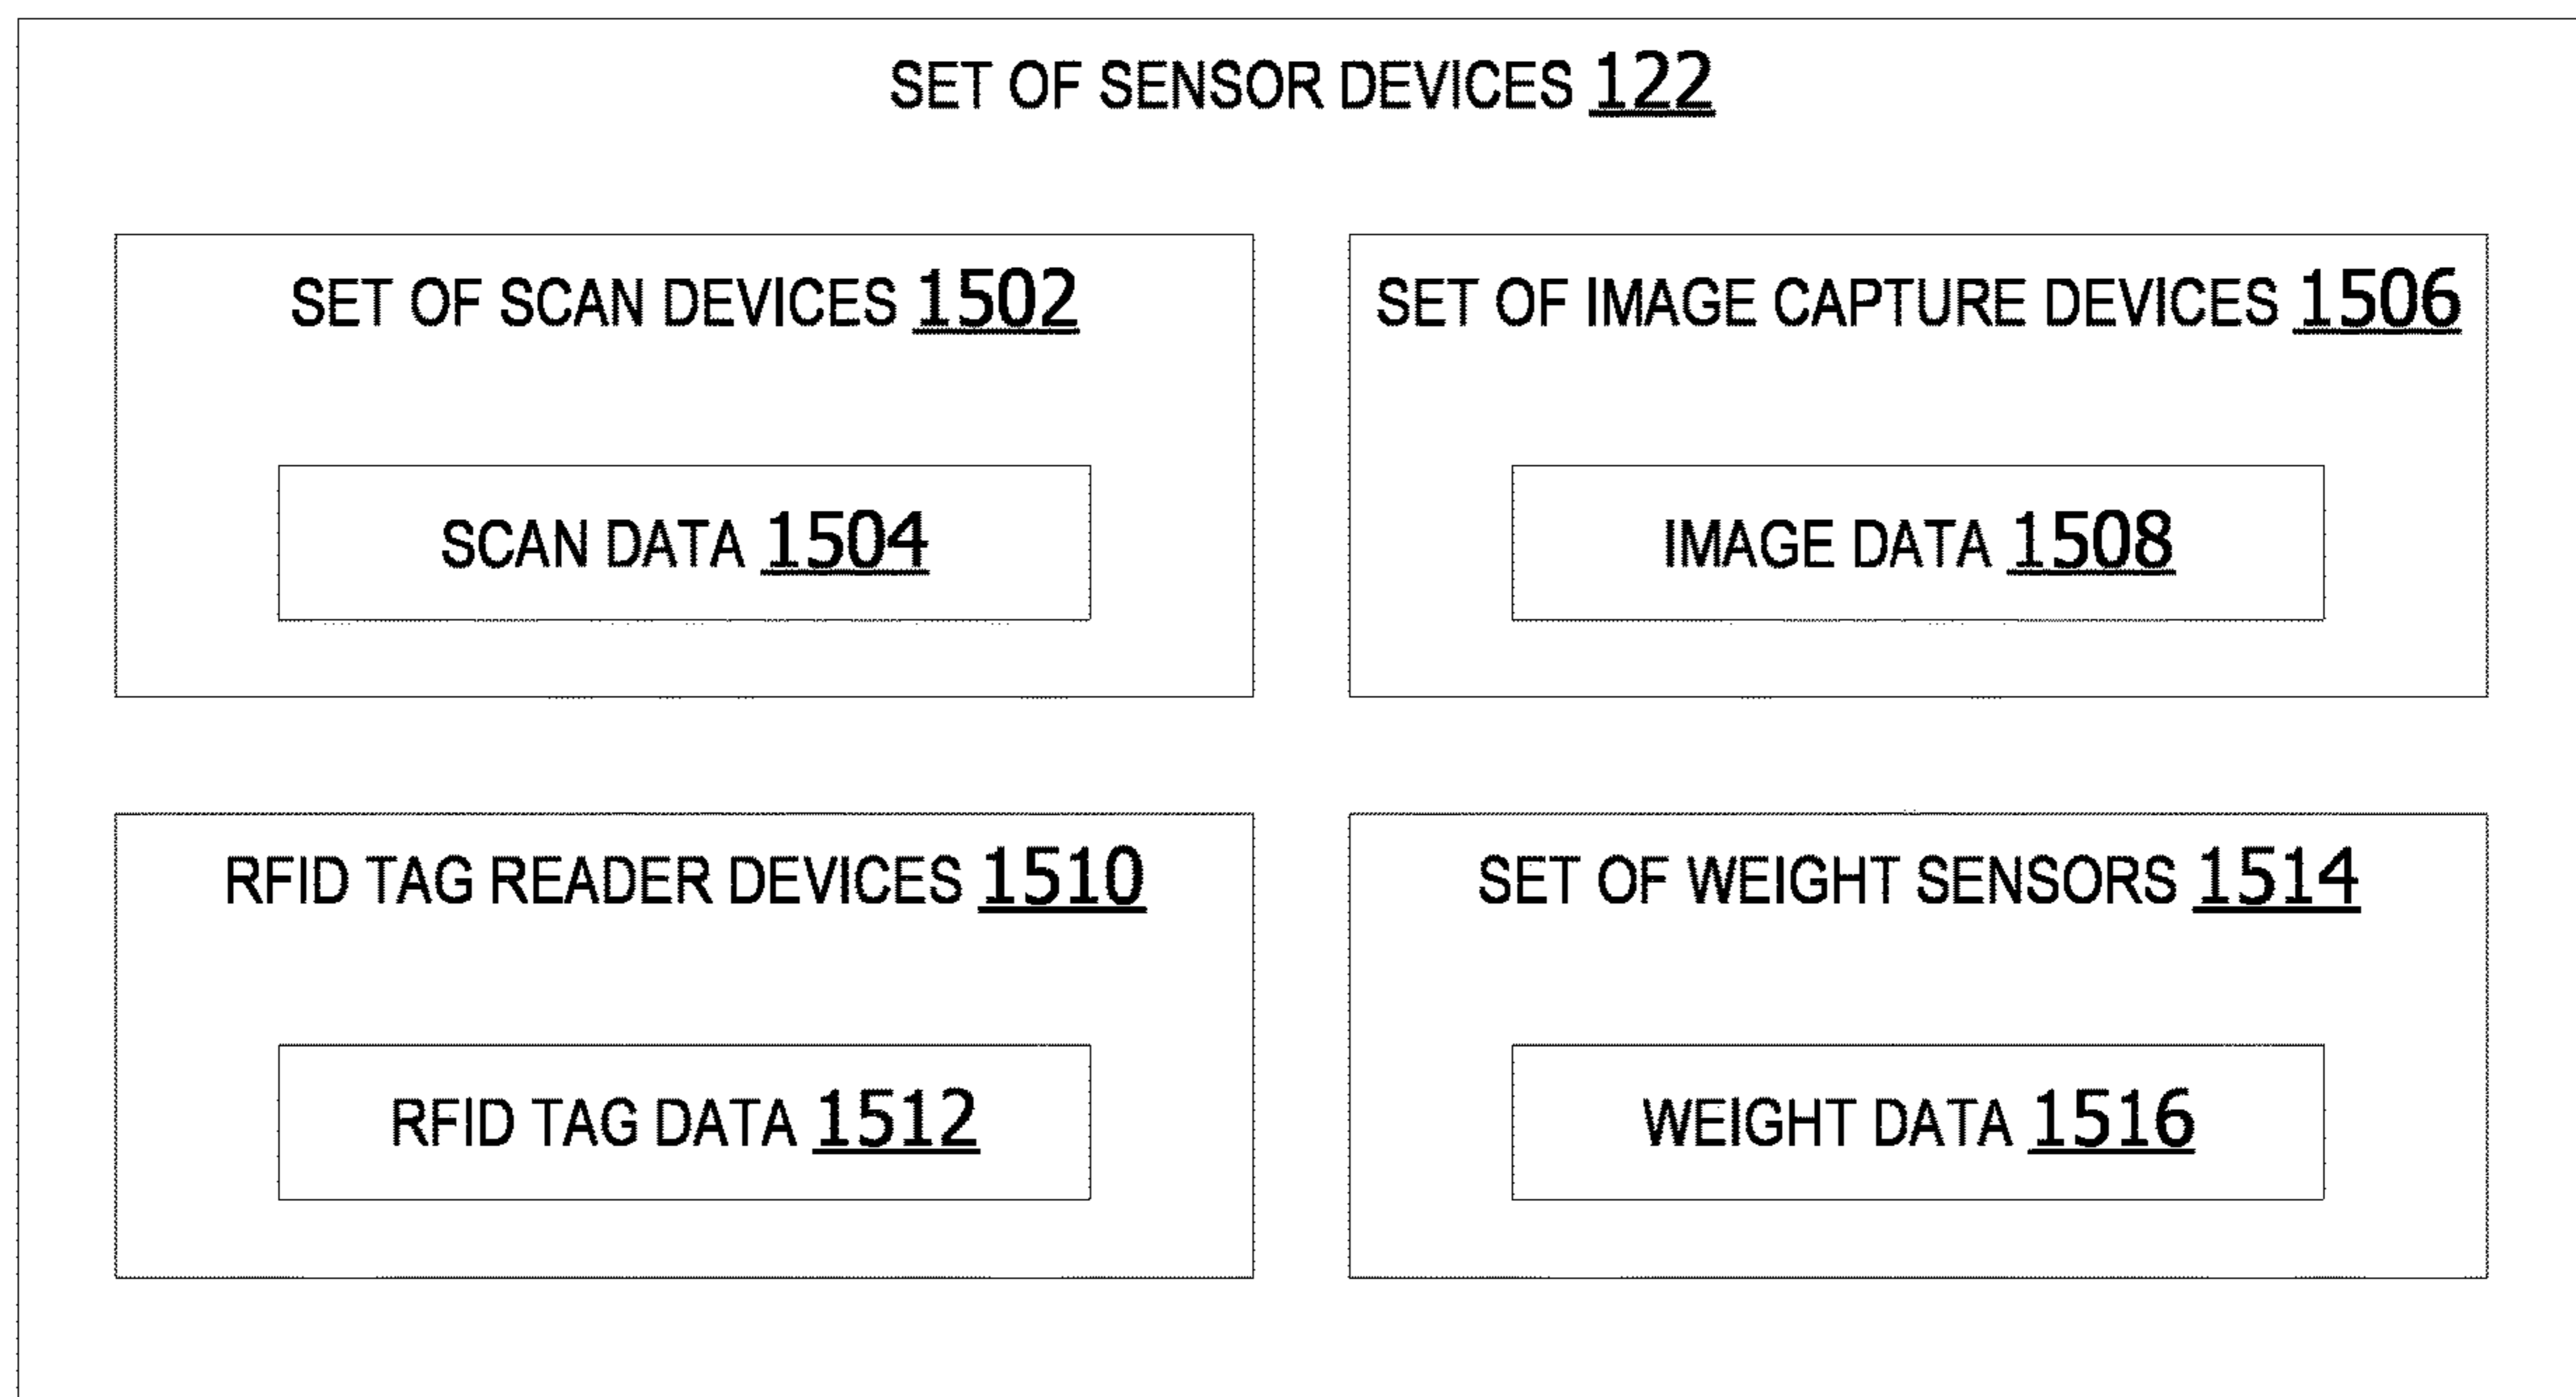 SET OF SENSOR DEVICES 122
SET OF SCAN DEVICES 1502
SCAN DATA 1504
SET OF IMAGE CAPTURE DEVICES 1506
IMAGE DATA 1508
RFID TAG READER DEVICES 1510
RFID TAG DATA 1512
SET OF WEIGHT SENSORS 1514
WEIGHT DATA 1516